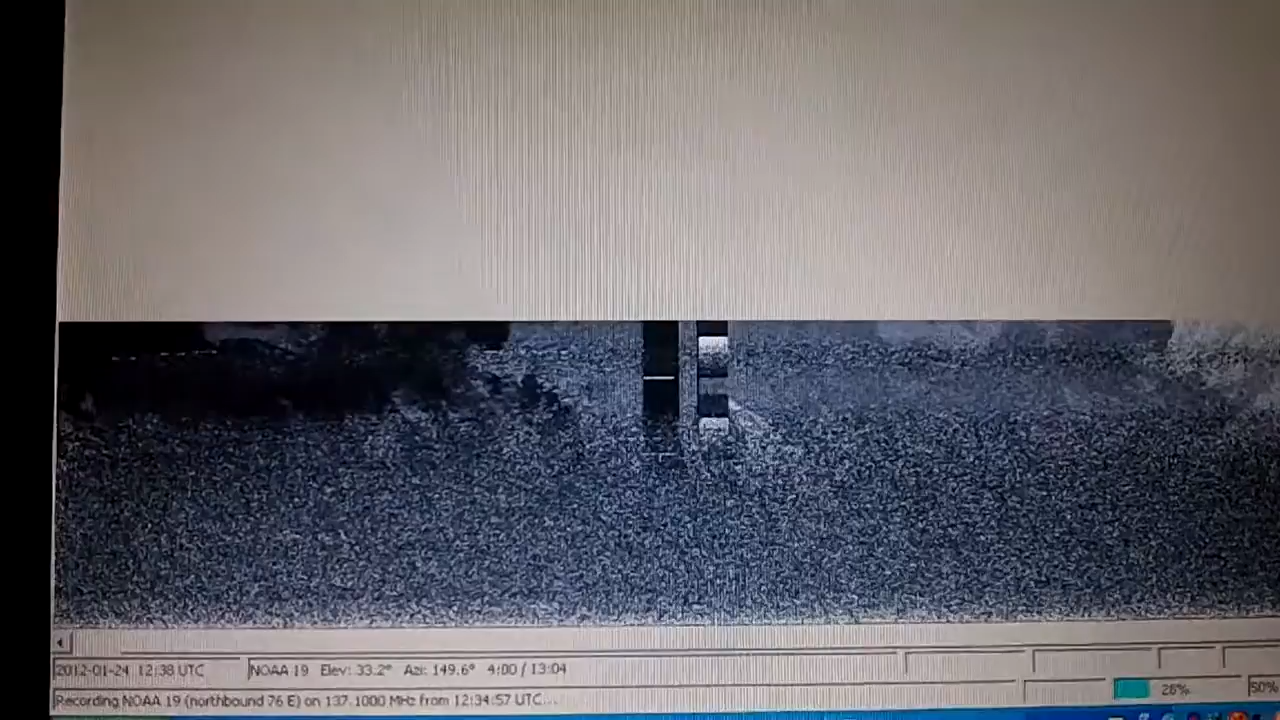 2012-01-24 12:38 UTC NOAA 19 Elev: 33.2° Azi: 149.6° 4:00 / 13:04
Recording NOAA 19 (northbound 76 E) on 137.1000 MHz from 12:34:57 UTC.... 26% 50%